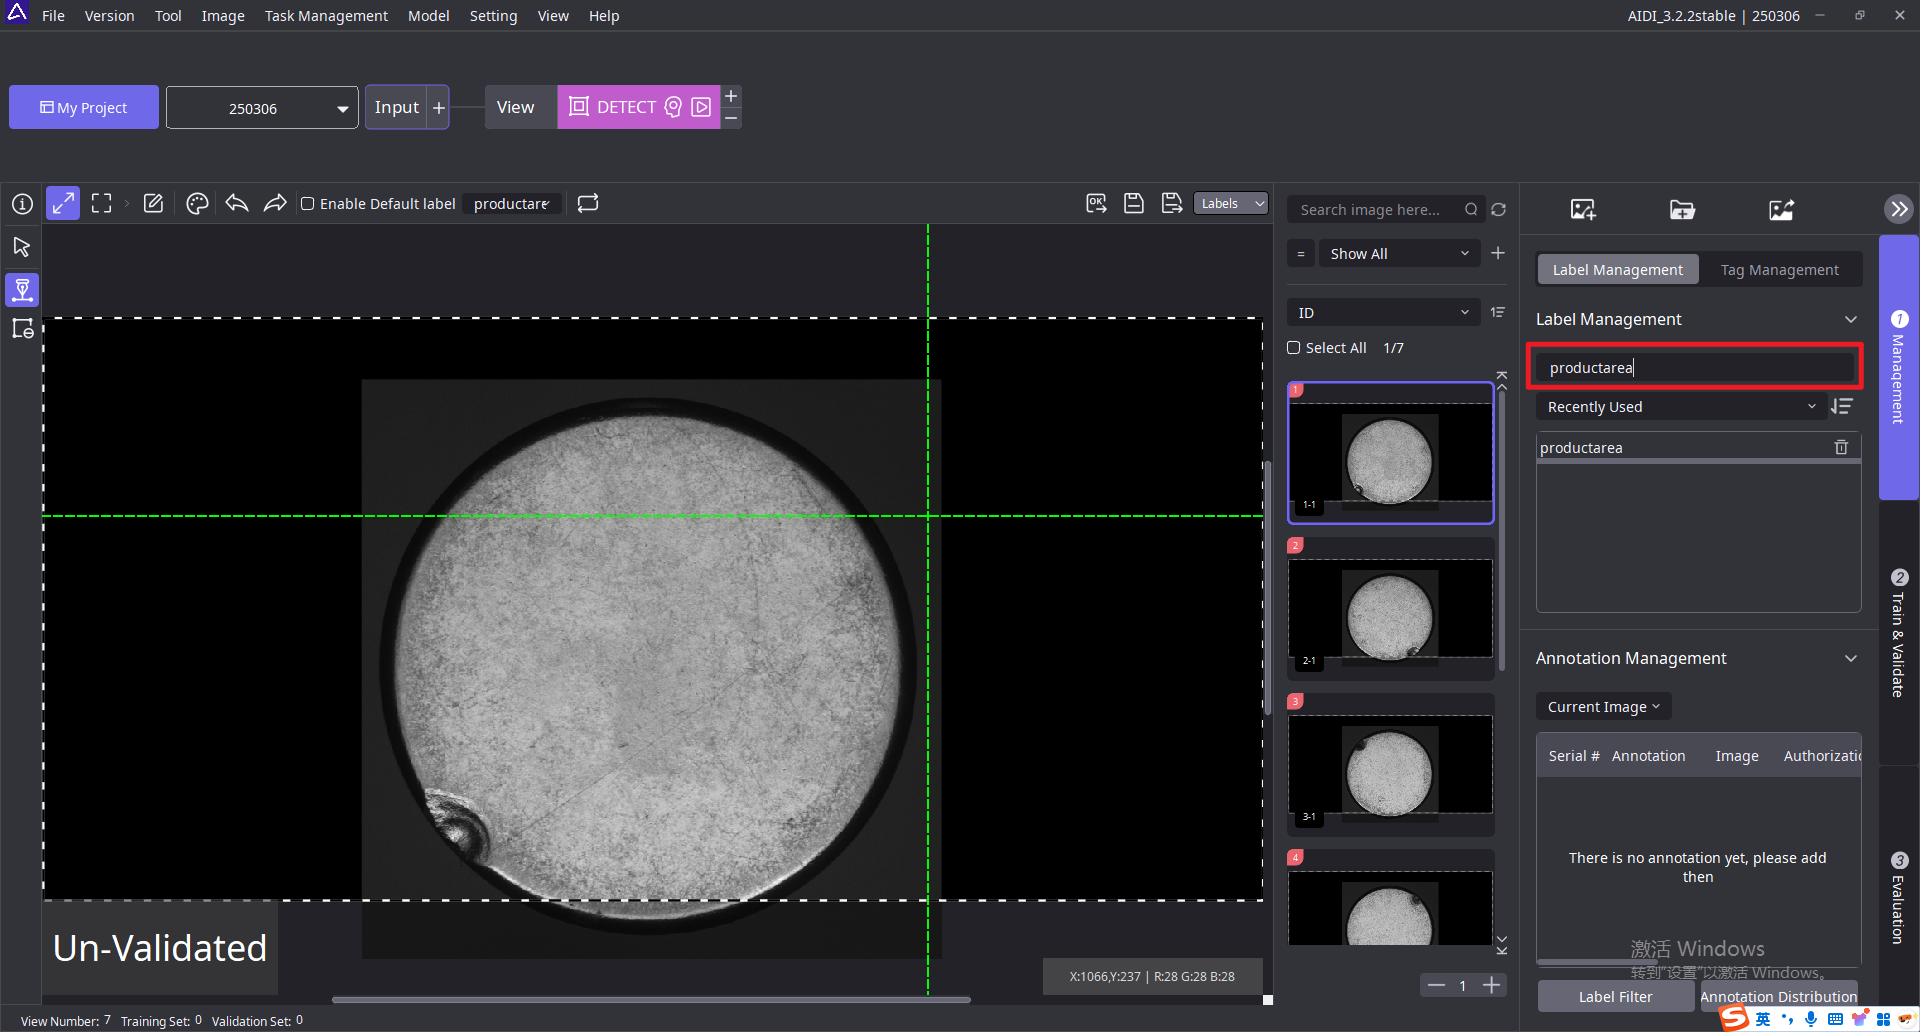 File Version Tool Image Task Management Model Setting View Help AIDI_3.2.2stable | 250306
My Project 250306 Input + View DETECT
Enable Default label productare Labels
Search image here...
= Show All
ID
Select All 1/7
1
1-1
2
2-1
3
3-1
4
1
Label Management Tag Management
Label Management
productarea
Recently Used
productarea
Annotation Management
Current Image
Serial # Annotation Image Authorizatio
There is no annotation yet, please add
then
激活 Windows
转到"设置"以激活 Windows。
Label Filter Annotation Distribution
1 Management
2 Train & Validate
3 Evaluation
Un-Validated
X:1066,Y:237 | R:28 G:28 B:28
View Number: 7 Training Set: 0 Validation Set: 0
英